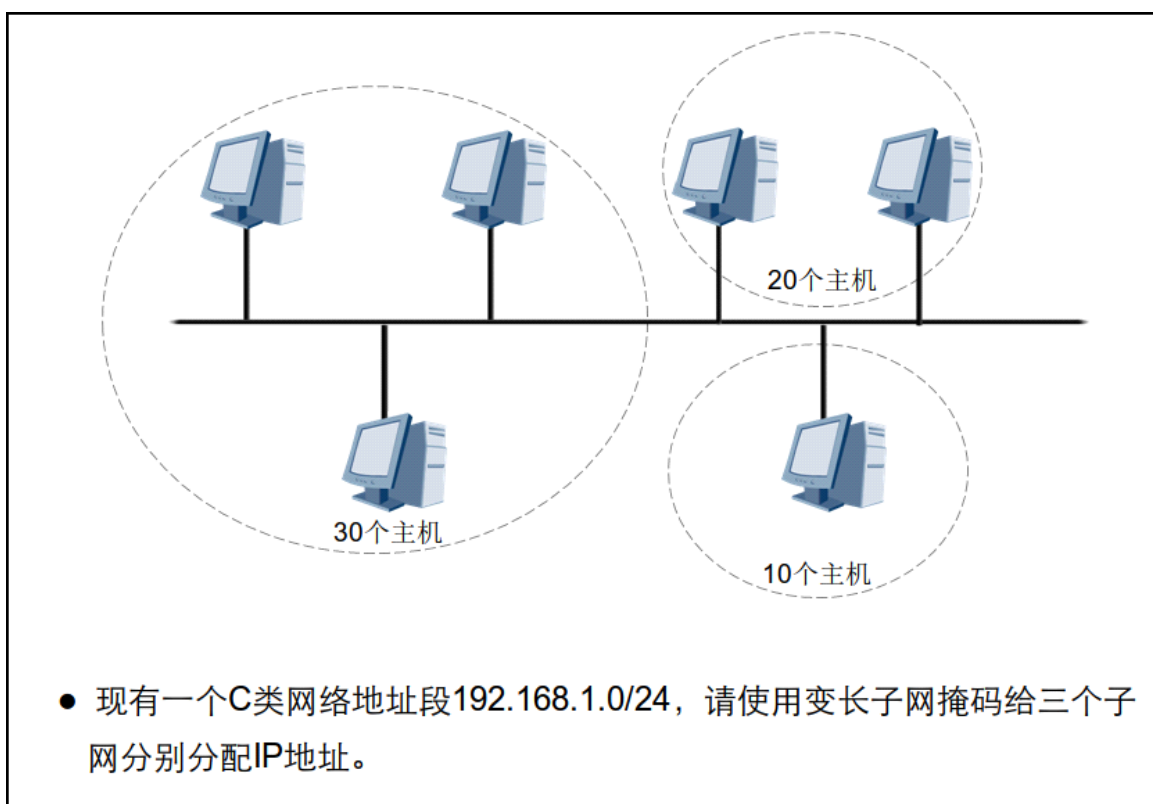 20个主机
30个主机
10个主机
● 现有一个C类网络地址段192.168.1.0/24，请使用变长子网掩码给三个子
网分别分配IP地址。